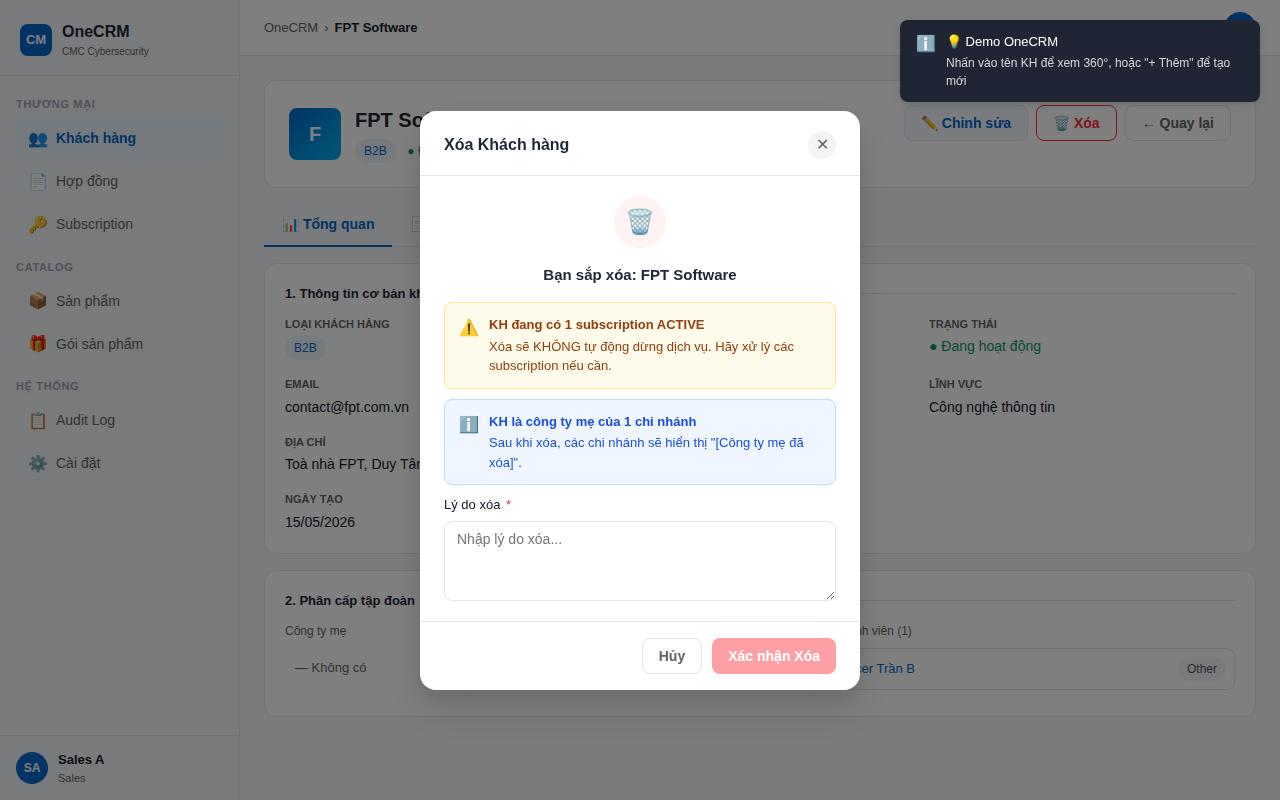 CM
OneCRM
CMC Cybersecurity
THƯƠNG MẠI
Khách hàng
Hợp đồng
Subscription
CATALOG
Sản phẩm
Gói sản phẩm
HỆ THỐNG
Audit Log
Cài đặt
SA
Sales A
Sales
OneCRM › FPT Software
💡 Demo OneCRM
Nhấn vào tên KH để xem 360°, hoặc "+ Thêm" để tạo
mới
F
B2B
✏️ Chỉnh sửa
🗑️ Xóa
← Quay lại
📊 Tổng quan
1. Thông tin cơ bản
LOẠI KHÁCH HÀNG
B2B
TRẠNG THÁI
● Đang hoạt động
EMAIL
contact@fpt.com.vn
LĨNH VỰC
Công nghệ thông tin
ĐỊA CHỈ
Toà nhà FPT, Duy
NGÀY TẠO
15/05/2026
2. Phân cấp tập đoàn
Công ty mẹ
— Không có
viên (1)
Trần B
Other
Xóa Khách hàng
✕
Bạn sắp xóa: FPT Software
KH đang có 1 subscription ACTIVE
Xóa sẽ KHÔNG tự động dừng dịch vụ. Hãy xử lý các
subscription nếu cần.
KH là công ty mẹ của 1 chi nhánh
Sau khi xóa, các chi nhánh sẽ hiển thị "[Công ty mẹ đã
xóa]".
Lý do xóa *
Nhập lý do xóa...
Hủy
Xác nhận Xóa